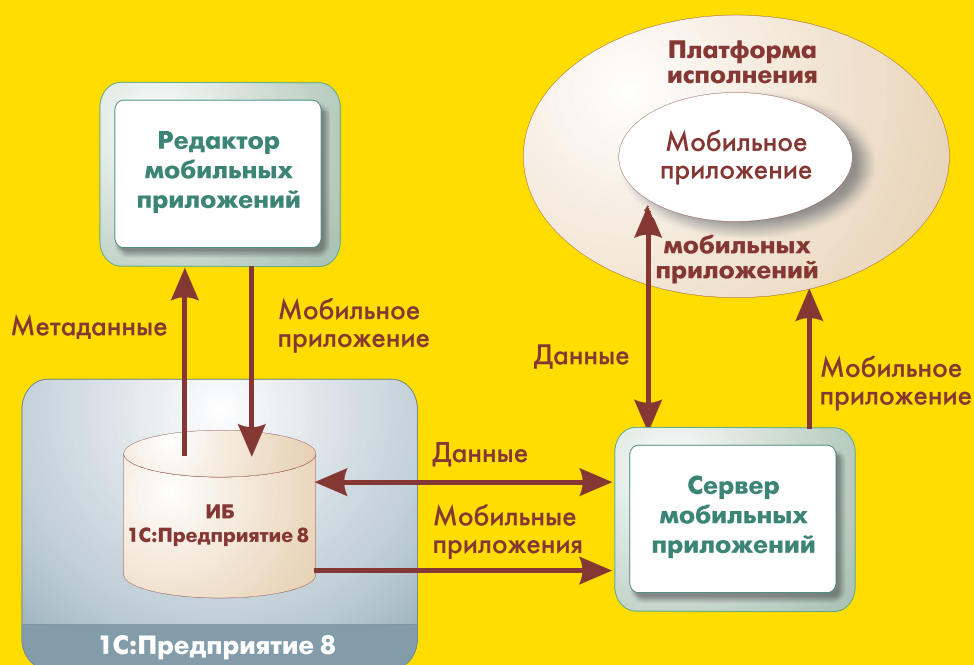 Платформа
исполнения
Мобильное
приложение
мобильных
приложений
Редактор
мобильных
приложений
Метаданные
Мобильное
приложение
Данные
Мобильное
приложение
Данные
Мобильные
приложения
ИБ
1С:Предприятие 8
Сервер
мобильных
приложений
1С:Предприятие 8